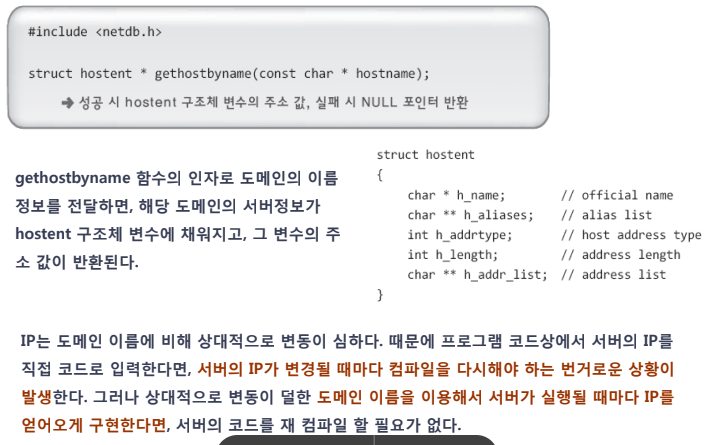 #include <netdb.h>
struct hostent * gethostbyname(const char * hostname);
➔ 성공 시 hostent 구조체 변수의 주소 값, 실패 시 NULL 포인터 반환
gethostbyname 함수의 인자로 도메인의 이름
정보를 전달하면, 해당 도메인의 서버정보가
hostent 구조체 변수에 채워지고, 그 변수의 주
소 값이 반환된다.
struct hostent
{
char * h_name; // official name
char ** h_aliases; // alias list
int h_addrtype; // host address type
int h_length; // address length
char ** h_addr_list; // address list
}
IP는 도메인 이름에 비해 상대적으로 변동이 심하다. 때문에 프로그램 코드상에서 서버의 IP를
직접 코드로 입력한다면, 서버의 IP가 변경될 때마다 컴파일을 다시해야 하는 번거로운 상황이
발생한다. 그러나 상대적으로 변동이 덜한 도메인 이름을 이용해서 서버가 실행될 때마다 IP를
얻어오게 구현한다면, 서버의 코드를 재 컴파일 할 필요가 없다.